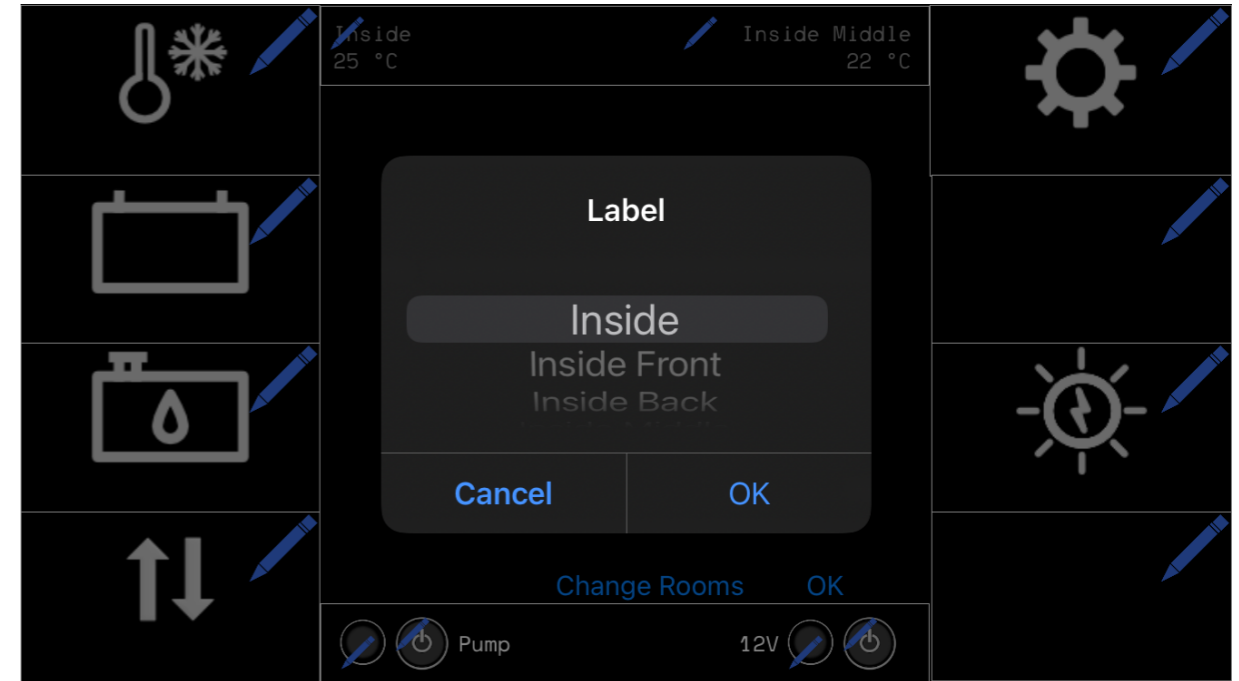 Inside
25 °C
Inside Middle
22 °C
Label
Inside
Inside Front
Inside Back
Cancel
OK
Change Rooms
OK
Pump
12V